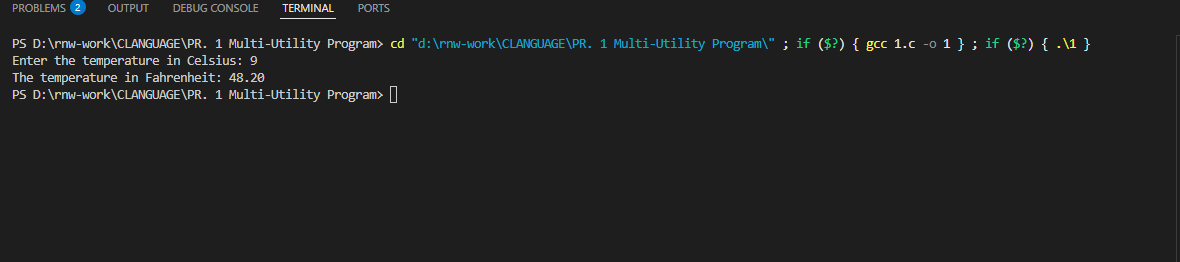 PROBLEMS 2 OUTPUT DEBUG CONSOLE TERMINAL PORTS
PS D:\rnw-work\CLANGUAGE\PR. 1 Multi-Utility Program> cd "d:\rnw-work\CLANGUAGE\PR. 1 Multi-Utility Program\" ; if ($?) { gcc 1.c -o 1 } ; if ($?) { .\1 }
Enter the temperature in Celsius: 9
The temperature in Fahrenheit: 48.20
PS D:\rnw-work\CLANGUAGE\PR. 1 Multi-Utility Program>